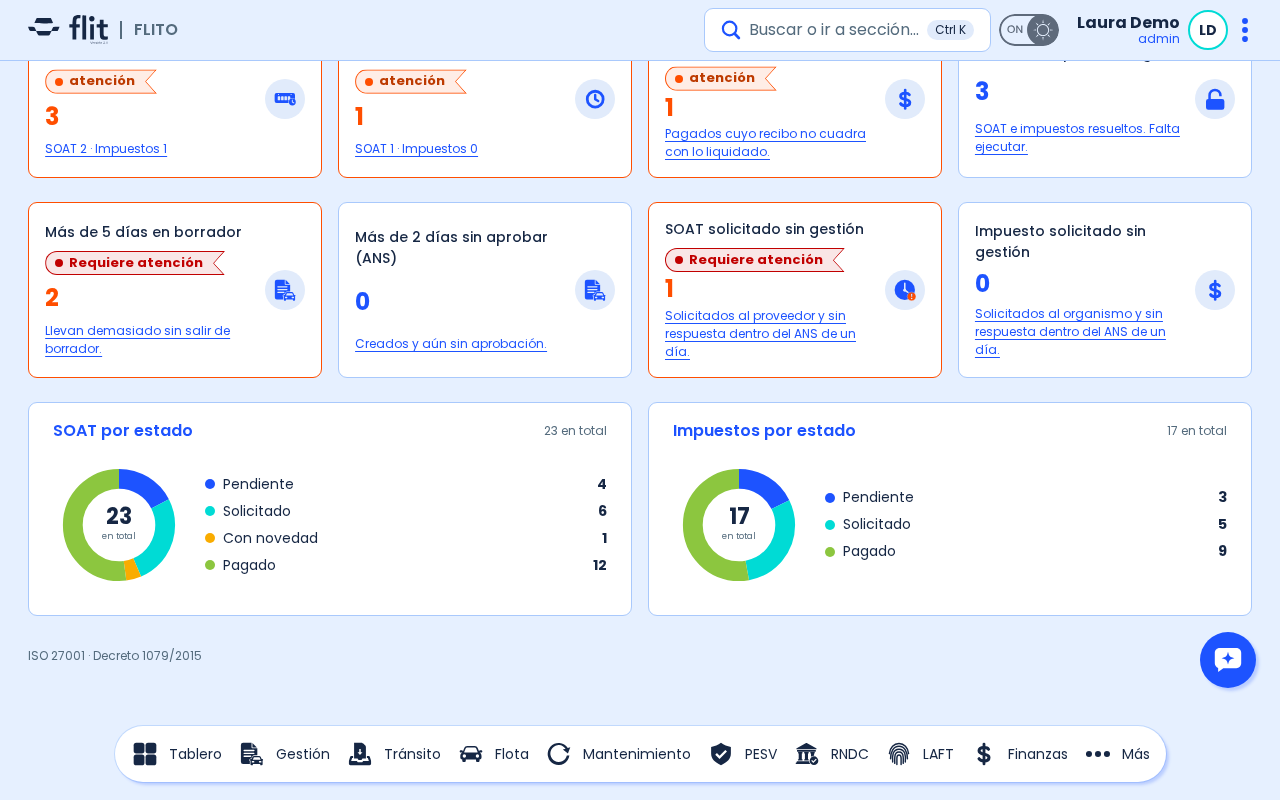 flit | FLITO
Buscar o ir a sección... Ctrl K
ON
Laura Demo
admin
LD
atención
3
SOAT 2 · Impuestos 1
atención
1
SOAT 1 · Impuestos 0
atención
1
Pagados cuyo recibo no cuadra
con lo liquidado.
3
SOAT e impuestos resueltos. Falta
ejecutar.
Más de 5 días en borrador
Requiere atención
2
Llevan demasiado sin salir de
borrador.
Más de 2 días sin aprobar
(ANS)
0
Creados y aún sin aprobación.
SOAT solicitado sin gestión
Requiere atención
1
Solicitados al proveedor y sin
respuesta dentro del ANS de un
día.
Impuesto solicitado sin
gestión
0
Solicitados al organismo y sin
respuesta dentro del ANS de un
día.
SOAT por estado
23 en total
23
en total
Pendiente 4
Solicitado 6
Con novedad 1
Pagado 12
Impuestos por estado
17 en total
17
en total
Pendiente 3
Solicitado 5
Pagado 9
ISO 27001 · Decreto 1079/2015
Tablero
Gestión
Tránsito
Flota
Mantenimiento
PESV
RNDC
LAFT
Finanzas
Más